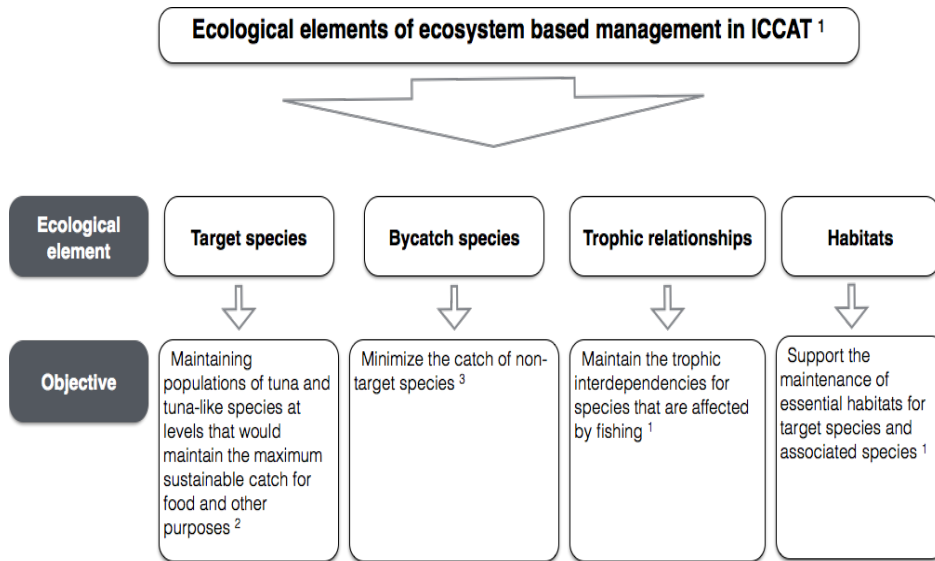 Ecological elements of ecosystem based management in ICCAT 1
Ecological
element
Target species
Bycatch species
Trophic relationships
Habitats
Objective
Maintaining
populations of tuna and
tuna-like species at
levels that would
maintain the maximum
sustainable catch for
food and other
purposes 2
Minimize the catch of non-
target species 3
Maintain the trophic
interdependencies for
species that are affected
by fishing 1
Support the
maintenance of
essential habitats for
target species and
associated species 1